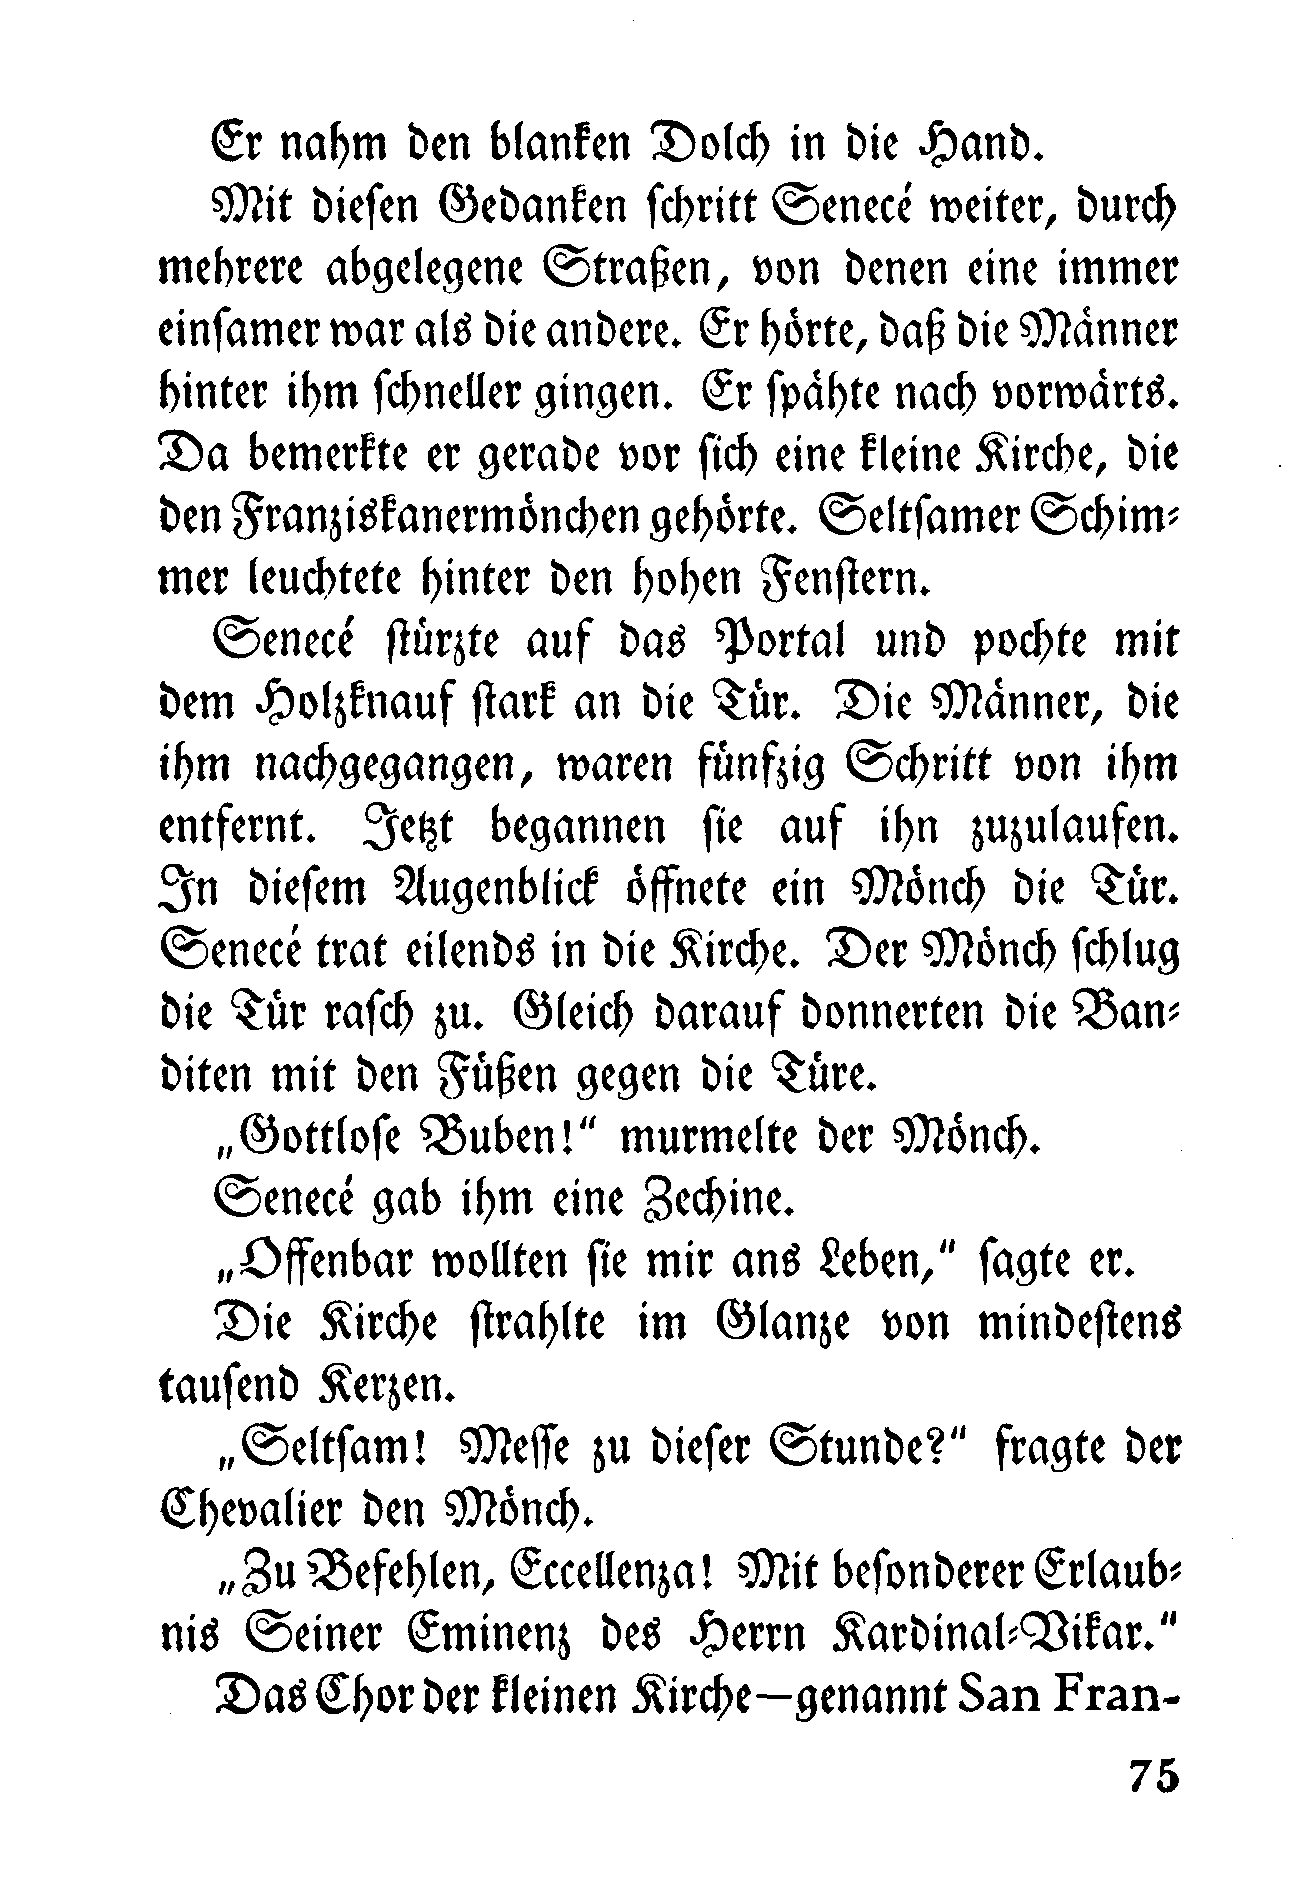 Er nahm den blanken Dolch in die Hand.
Mit dieſen Gedanken ſchritt Senecé weiter, durch
mehrere abgelegene Straßen, von denen eine immer
einſamer war als die andere. Er hörte, daß die Männer
hinter ihm ſchneller gingen. Er ſpähte nach vorwärts.
Da bemerkte er gerade vor ſich eine kleine Kirche, die
den Franziskanermönchen gehörte. Seltſamer Schim⸗
mer leuchtete hinter den hohen Fenſtern.
Senecé ſtürzte auf das Portal und pochte mit
dem Holzknauf ſtark an die Tür. Die Männer, die
ihm nachgegangen, waren fünfzig Schritt von ihm
entfernt. Jetzt begannen ſie auf ihn zuzulaufen.
In dieſem Augenblick öffnete ein Mönch die Tür.
Senecé trat eilends in die Kirche. Der Mönch ſchlug
die Tür raſch zu. Gleich darauf donnerten die Ban⸗
diten mit den Füßen gegen die Türe.
„Gottloſe Buben!“ murmelte der Mönch.
Senecé gab ihm eine Zechine.
„Offenbar wollten ſie mir ans Leben,“ ſagte er.
Die Kirche ſtrahlte im Glanze von mindeſtens
tauſend Kerzen.
„Seltſam! Meſſe zu dieſer Stunde?“ fragte der
Chevalier den Mönch.
„Zu Befehlen, Eccellenza! Mit beſonderer Erlaub⸗
nis Seiner Eminenz des Herrn Kardinal⸗Vikar.“
Das Chor der kleinen Kirche—genannt San Fran-
75